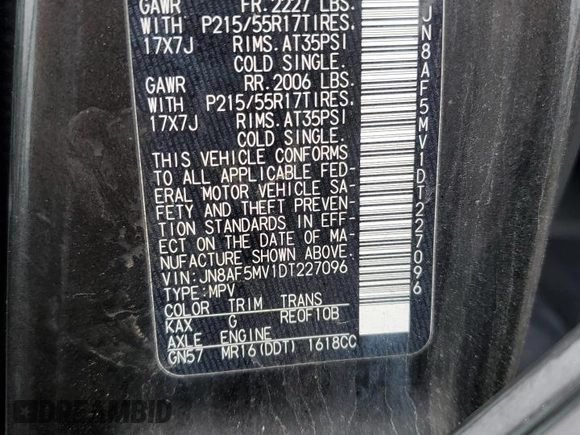 GAWR FR. 2227 LBS.
WITH P215/55R17TIRES.
17X7J RIMS. AT35PSI
COLD SINGLE.
GAWR RR. 2006 LBS.
WITH P215/55R17TIRES.
17X7J RIMS. AT35PSI
COLD SINGLE.
THIS VEHICLE CONFORMS
TO ALL APPLICABLE FED-
ERAL MOTOR VEHICLE SA-
FETY AND THEFT PREVEN-
TION STANDARDS IN EFF-
ECT ON THE DATE OF MA-
NUFACTURE SHOWN ABOVE.
VIN: JN8AF5MV1DT227096
TYPE: MPV
COLOR TRIM TRANS
KAX G RE0F10B
AXLE ENGINE
GN57 MR16(DDT) 1618CC
JN8AF5MV1DT227096
DREAMBID